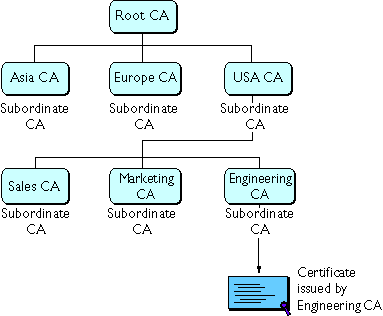 Root CA
Asia CA
Europe CA
USA CA
Subordinate
CA
Subordinate
CA
Subordinate
CA
Sales CA
Marketing
CA
Engineering
CA
Subordinate
CA
Subordinate
CA
Subordinate
CA
Certificate
issued by
Engineering CA